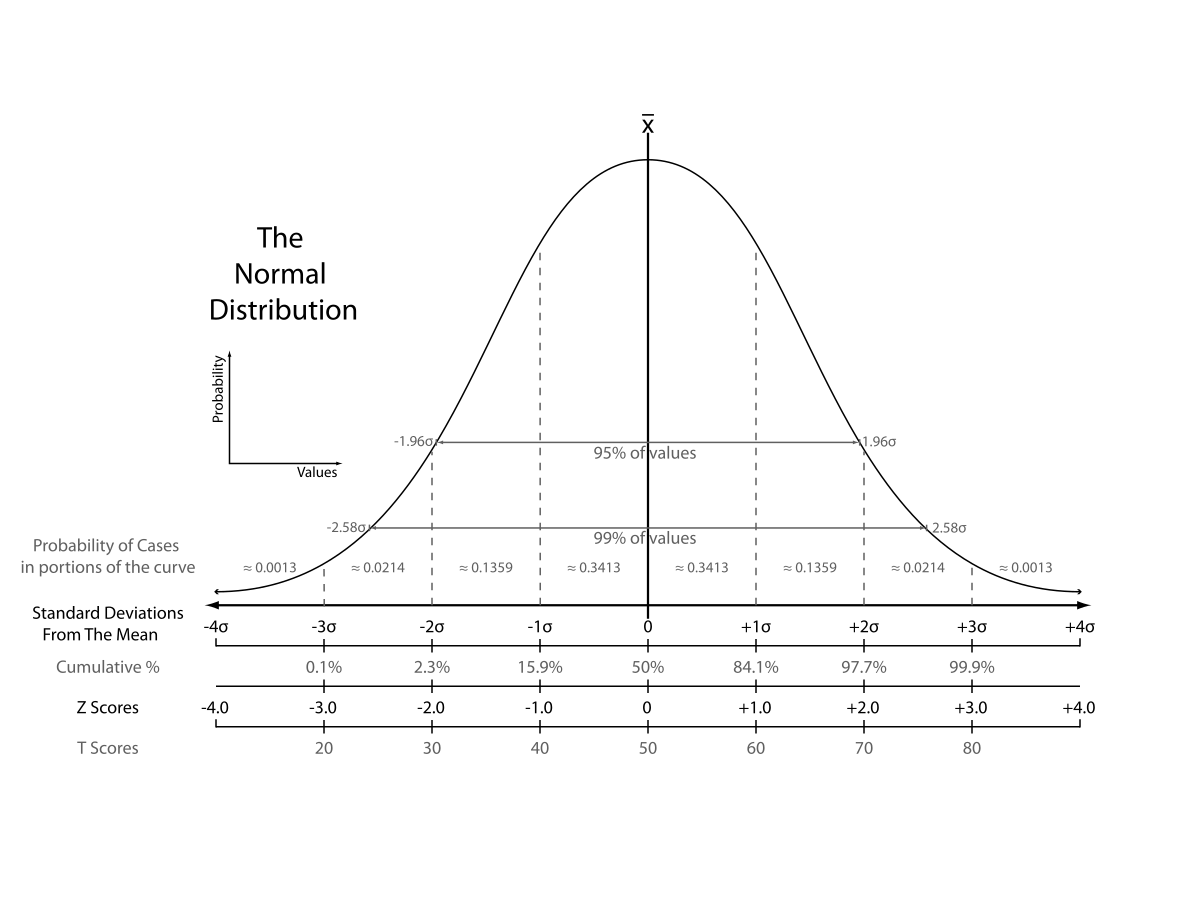 x̅
The
Normal
Distribution
Probability
Values
-1.96σ 1.96σ
95% of values
-2.58σ 2.58σ
99% of values
Probability of Cases
in portions of the curve
≈ 0.0013 ≈ 0.0214 ≈ 0.1359 ≈ 0.3413 ≈ 0.3413 ≈ 0.1359 ≈ 0.0214 ≈ 0.0013
Standard Deviations
From The Mean
-4σ -3σ -2σ -1σ 0 +1σ +2σ +3σ +4σ
Cumulative % 0.1% 2.3% 15.9% 50% 84.1% 97.7% 99.9%
Z Scores -4.0 -3.0 -2.0 -1.0 0 +1.0 +2.0 +3.0 +4.0
T Scores 20 30 40 50 60 70 80